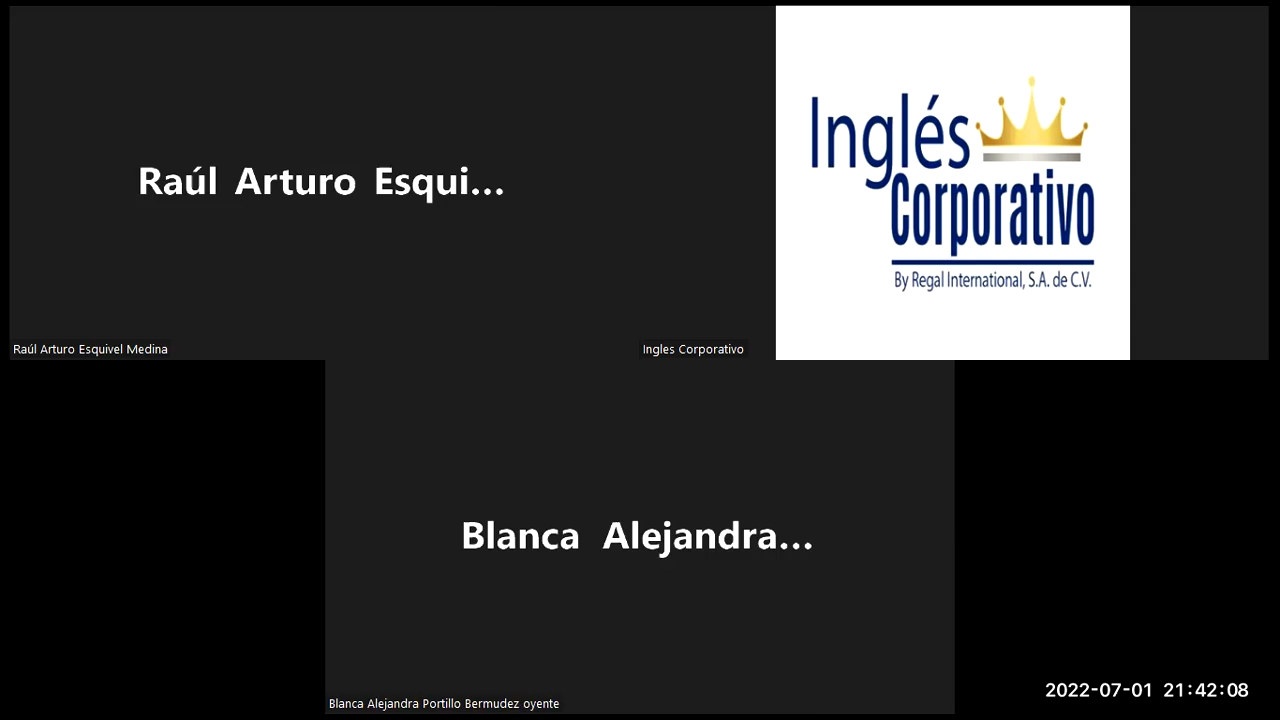 Raúl Arturo Esqui...
Raúl Arturo Esquivel Medina
Inglés
Corporativo
By Regal International, S.A. de C.V.
Ingles Corporativo
Blanca Alejandra...
Blanca Alejandra Portillo Bermudez oyente
2022-07-01 21:42:08